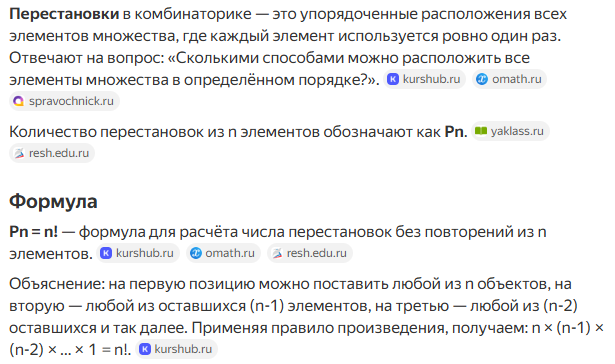 Перестановки в комбинаторике — это упорядоченные расположения всех
элементов множества, где каждый элемент используется ровно один раз.
Отвечают на вопрос: «Сколькими способами можно расположить все
элементы множества в определённом порядке?». kurshub.ru omath.ru
spravochnick.ru
Количество перестановок из n элементов обозначают как Pn. yaklass.ru
resh.edu.ru
Формула
Pn = n! — формула для расчёта числа перестановок без повторений из n
элементов. kurshub.ru omath.ru resh.edu.ru
Объяснение: на первую позицию можно поставить любой из n объектов, на
вторую — любой из оставшихся (n-1) элементов, на третью — любой из (n-2)
оставшихся и так далее. Применяя правило произведения, получаем: n × (n-1) ×
(n-2) × ... × 1 = n!. kurshub.ru